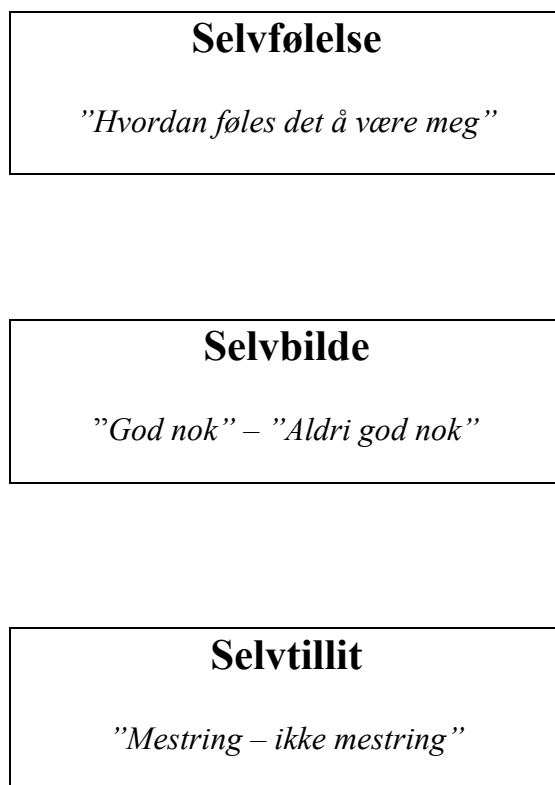 Selvfølelse
”Hvordan føles det å være meg”
Selvbilde
”God nok” – ”Aldri god nok”
Selvtillit
”Mestring – ikke mestring”